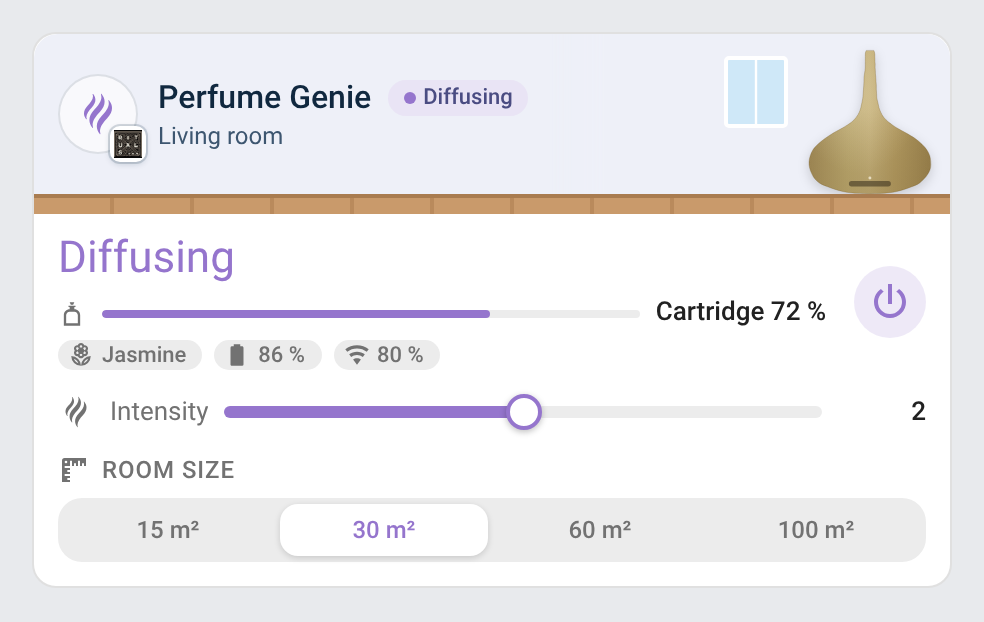 Perfume Genie
Diffusing
Living room
Diffusing
Cartridge 72 %
Jasmine
86 %
80 %
Intensity
2
ROOM SIZE
15 m²
30 m²
60 m²
100 m²